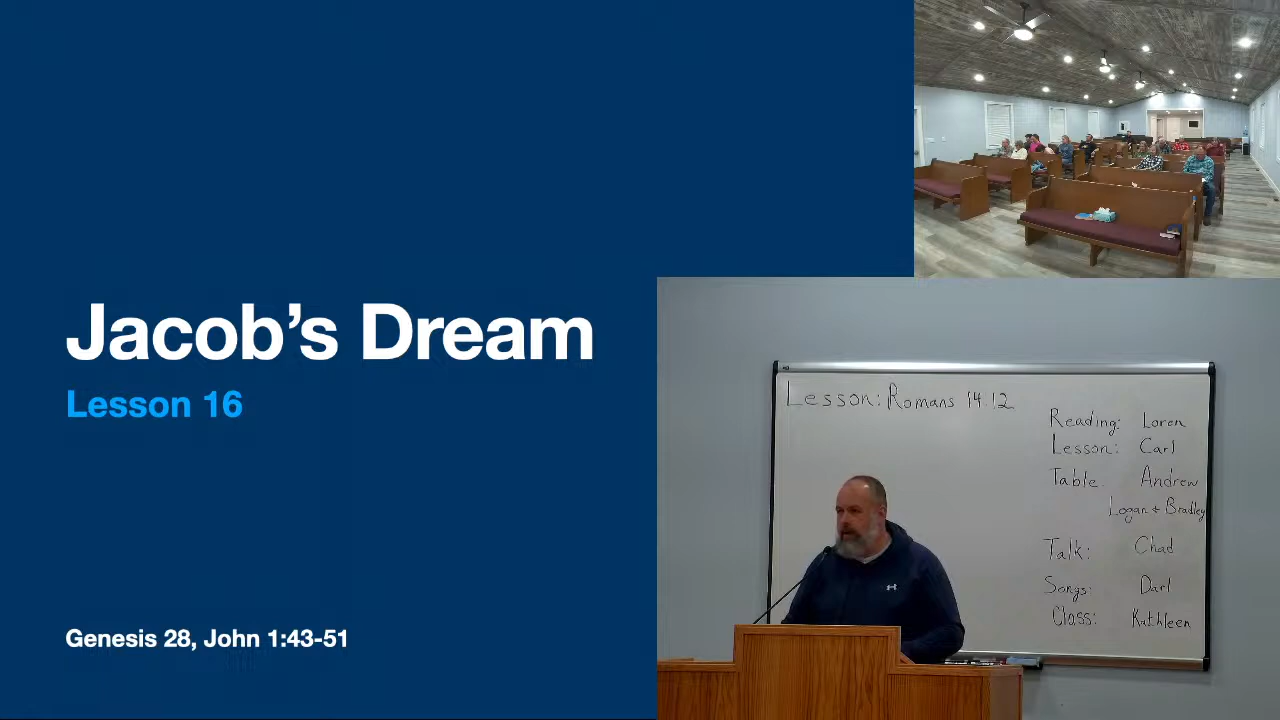 Jacob’s Dream
Lesson 16
Genesis 28, John 1:43-51
Lesson: Romans 14:12
Reading: Loren
Lesson: Carl
Table: Andrew
Logan + Bradley
Talk: Chad
Songs: Darl
Class: Kathleen